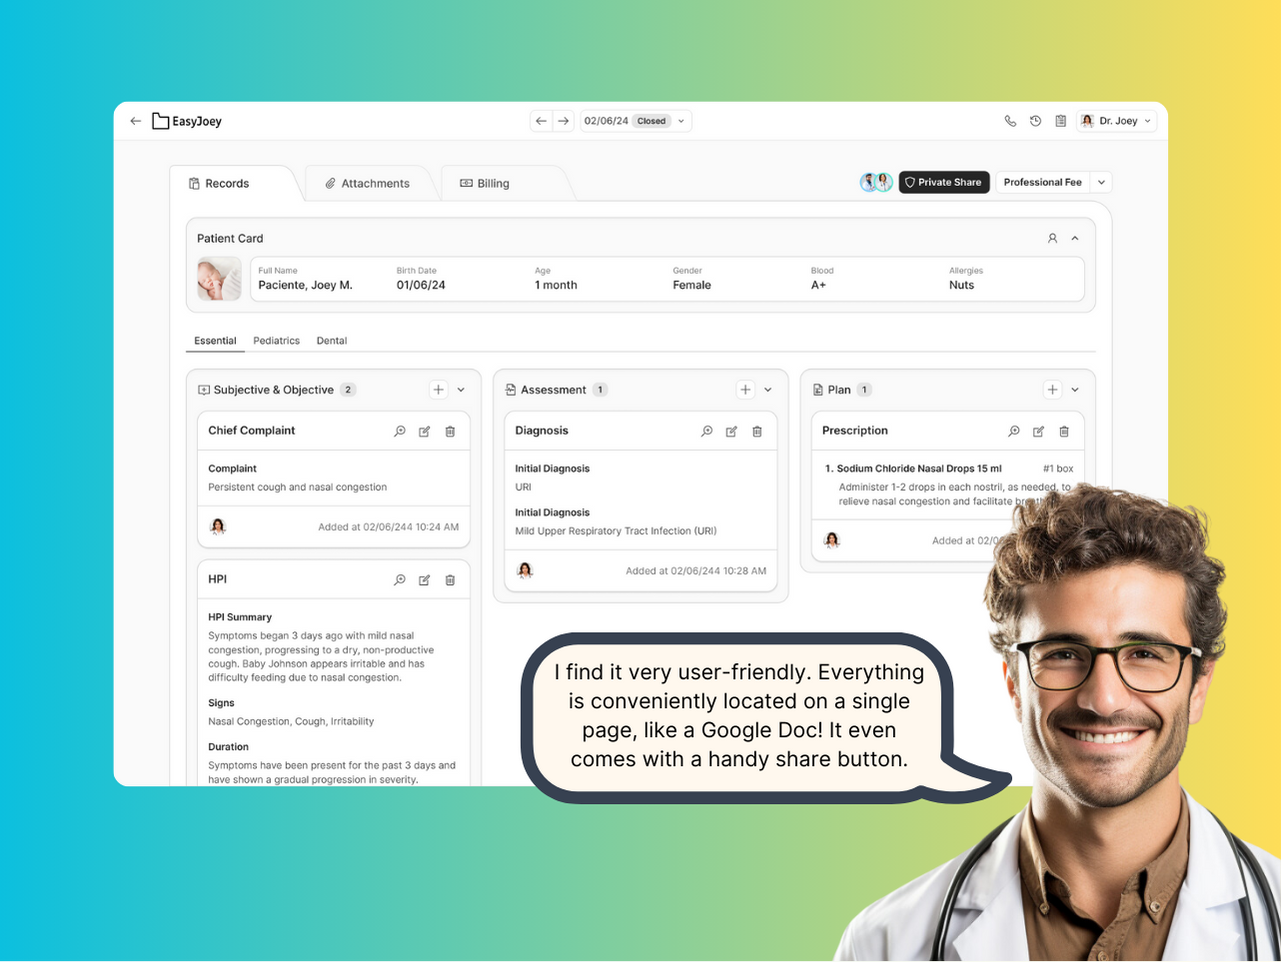 EasyJoey
02/06/24 Closed
Dr. Joey
Records
Attachments
Billing
Private Share
Professional Fee
Patient Card
Full Name
Paciente, Joey M.
Birth Date
01/06/24
Age
1 month
Gender
Female
Blood
A+
Allergies
Nuts
Essential
Pediatrics
Dental
Subjective & Objective 2
Chief Complaint
Complaint
Persistent cough and nasal congestion
Added at 02/06/244 10:24 AM
HPI
HPI Summary
Symptoms began 3 days ago with mild nasal
congestion, progressing to a dry, non-productive
cough. Baby Johnson appears irritable and has
difficulty feeding due to nasal congestion.
Signs
Nasal Congestion, Cough, Irritability
Duration
Symptoms have been present for the past 3 days and
have shown a gradual progression in severity.
Assessment 1
Diagnosis
Initial Diagnosis
URI
Initial Diagnosis
Mild Upper Respiratory Tract Infection (URI)
Added at 02/06/244 10:28 AM
Plan 1
Prescription
1. Sodium Chloride Nasal Drops 15 ml #1 box
Administer 1-2 drops in each nostril, as needed, to
relieve nasal congestion and facilitate
Added at
I find it very user-friendly. Everything
is conveniently located on a single
page, like a Google Doc! It even
comes with a handy share button.